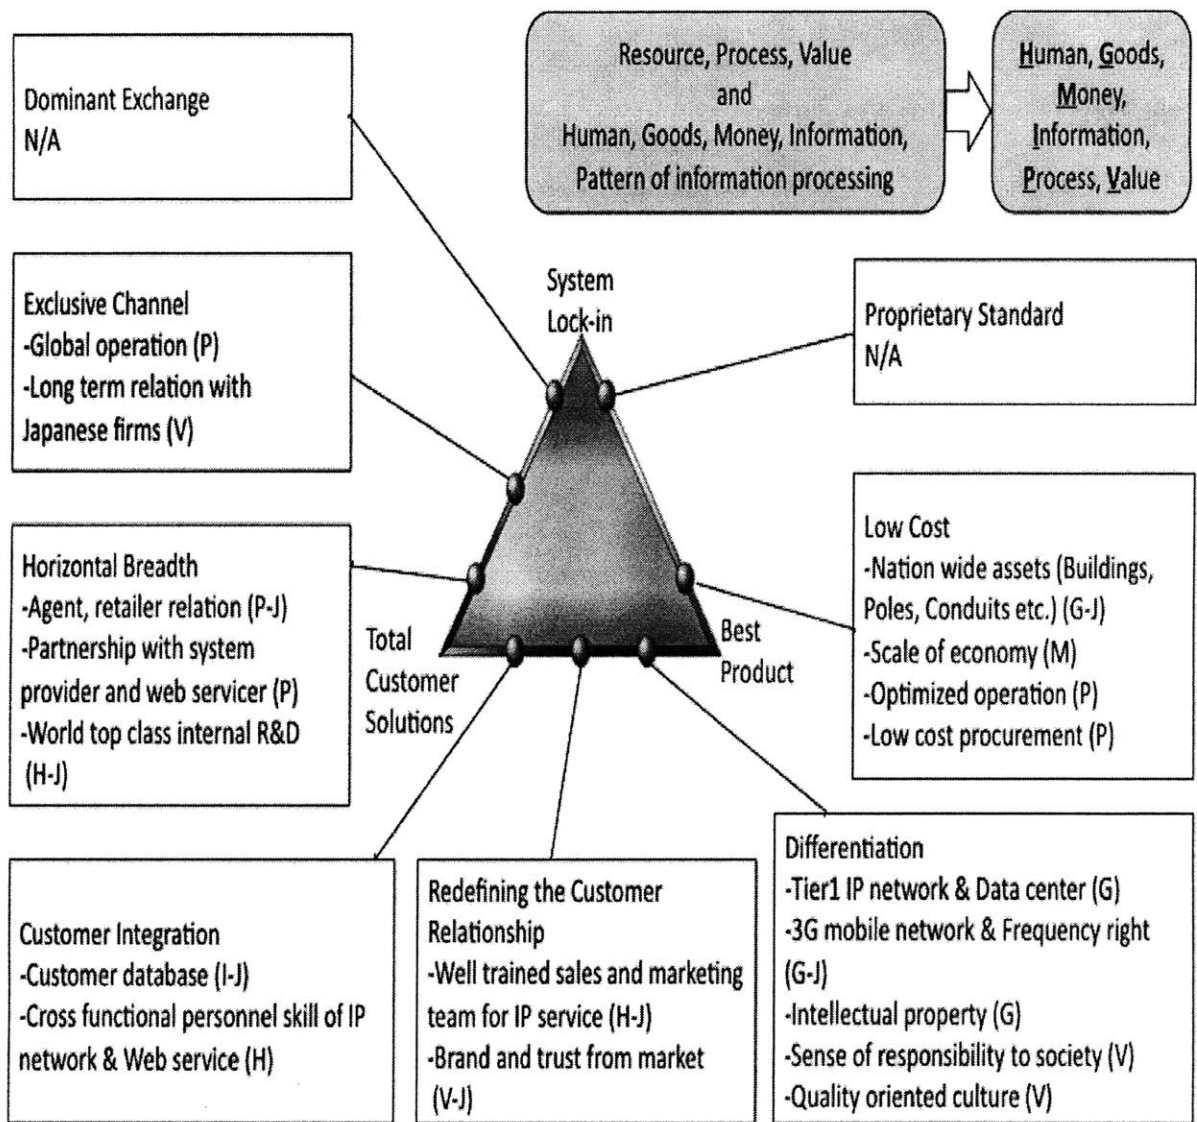 Resource, Process, Value
and
Human, Goods, Money, Information,
Pattern of information processing
Human, Goods,
Money,
Information,
Process, Value
Dominant Exchange
N/A
Exclusive Channel
-Global operation (P)
-Long term relation with
Japanese firms (V)
System
Lock-in
Proprietary Standard
N/A
Horizontal Breadth
-Agent, retailer relation (P-J)
-Partnership with system
provider and web servicer (P)
-World top class internal R&D
(H-J)
Total
Customer
Solutions
Best
Product
Low Cost
-Nation wide assets (Buildings,
Poles, Conduits etc.) (G-J)
-Scale of economy (M)
-Optimized operation (P)
-Low cost procurement (P)
Customer Integration
-Customer database (I-J)
-Cross functional personnel skill of IP
network & Web service (H)
Redefining the Customer
Relationship
-Well trained sales and marketing
team for IP service (H-J)
-Brand and trust from market
(V-J)
Differentiation
-Tier1 IP network & Data center (G)
-3G mobile network & Frequency right
(G-J)
-Intellectual property (G)
-Sense of responsibility to society (V)
-Quality oriented culture (V)